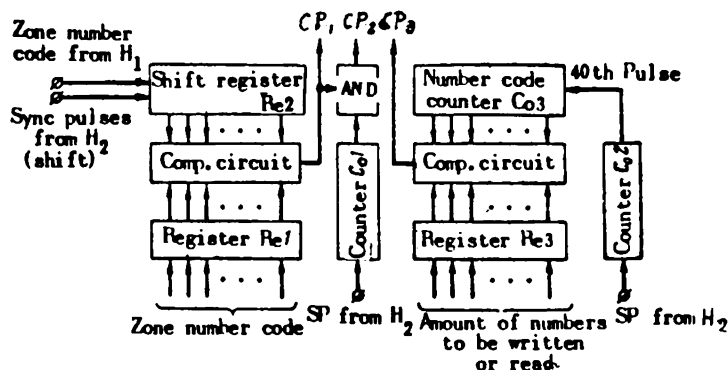 CP₁ CP₂ CP₃
Zone number
code from H₁
Sync pulses
from H₂
(shift)
Shift register
Re2
AND
Number code
counter Co3
40th Pulse
Comp. circuit
Counter Co1
Comp. circuit
Counter Co2
Register Re1
Register Re3
Zone number code
SP from H₂
Amount of numbers
to be written
or read
SP from H₂